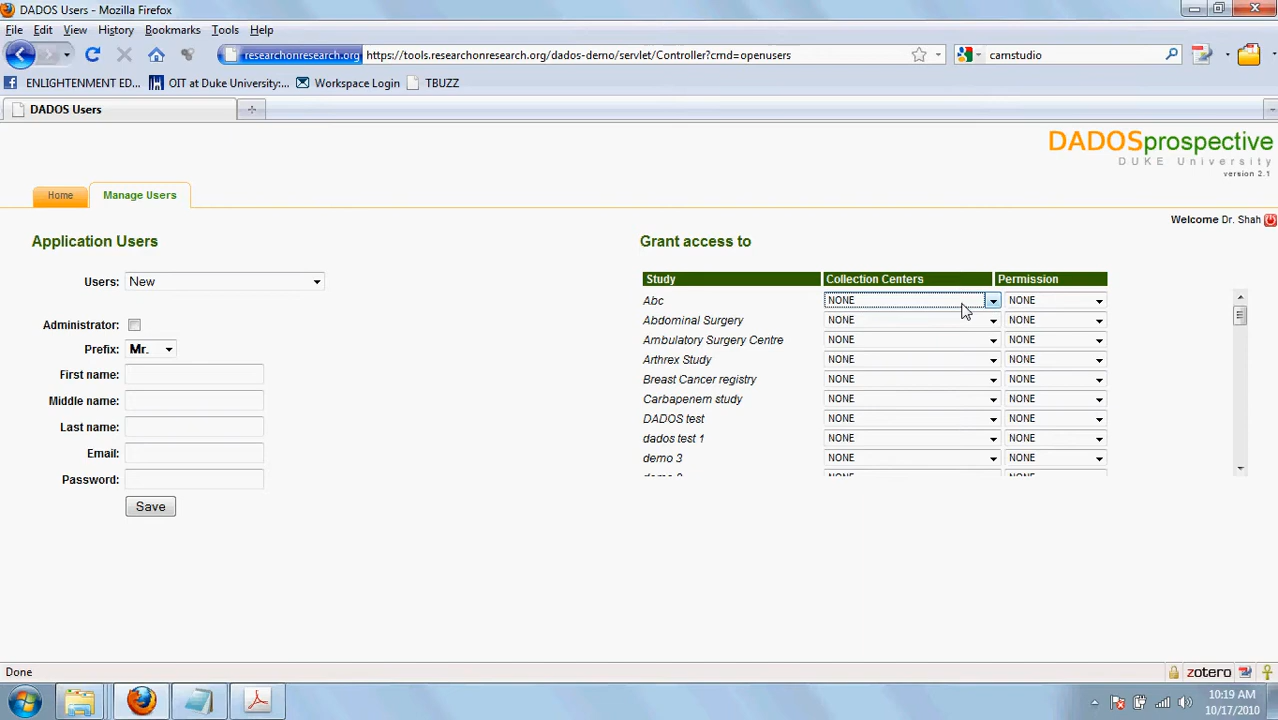 DADOS Users - Mozilla Firefox
File Edit View History Bookmarks Tools Help
researchonresearch.org https://tools.researchonresearch.org/dados-demo/servlet/Controller?cmd=openusers
camstudio
ENLIGHTENMENT ED... OIT at Duke University:... Workspace Login TBUZZ
DADOS Users
DADOSprospective
DUKE University
version 2.1
Home Manage Users
Welcome Dr. Shah
Application Users Grant access to
Users: New
Study Collection Centers Permission
Abc NONE NONE
Abdominal Surgery NONE NONE
Administrator:
Ambulatory Surgery Centre NONE NONE
Prefix: Mr.
Arthrex Study NONE NONE
First name:
Breast Cancer registry NONE NONE
Middle name:
Carbapenem study NONE NONE
DADOS test NONE NONE
Last name:
dados test 1 NONE NONE
Email:
demo 3 NONE NONE
Password:
Save
Done
zotero
10:19 AM
10/17/2010